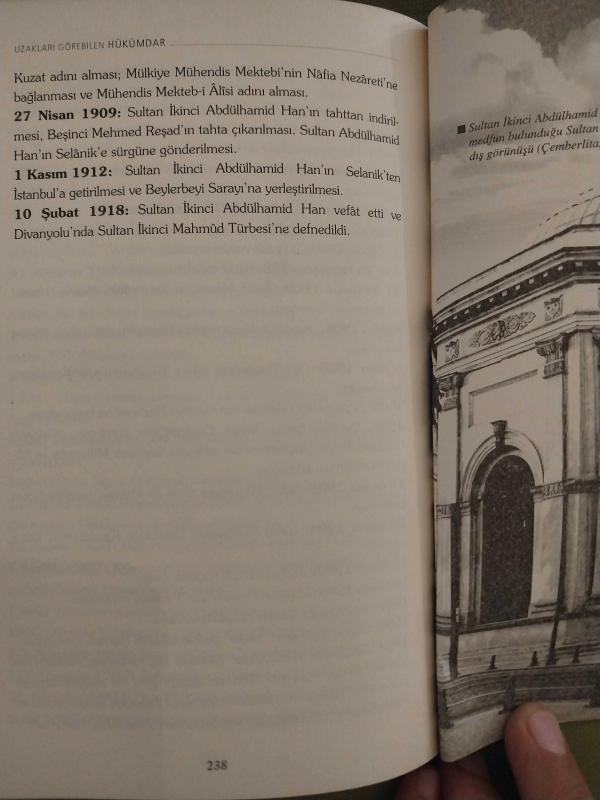 UZAKLARI GÖREBİLEN HÜKÜMDAR
Kuzat adını alması; Mülkiye Mühendis Mektebi'nin Nâfia Nezâreti'ne
bağlanması ve Mühendis Mekteb-i Âlîsi adını alması.
27 Nisan 1909: Sultan İkinci Abdülhamid Han'ın tahttan indiril-
mesi, Beşinci Mehmed Reşad'ın tahta çıkarılması. Sultan Abdülhamid
Han'ın Selânik'e sürgüne gönderilmesi.
1 Kasım 1912: Sultan İkinci Abdülhamid Han'ın Selanik'ten
İstanbul'a getirilmesi ve Beylerbeyi Sarayı'na yerleştirilmesi.
10 Şubat 1918: Sultan İkinci Abdülhamid Han vefât etti ve
Divanyolu'nda Sultan İkinci Mahmûd Türbesi'ne defnedildi.
238
Sultan İkinci Abdülhamid
medfun bulunduğu Sultan
dış görünüşü (Çemberlita